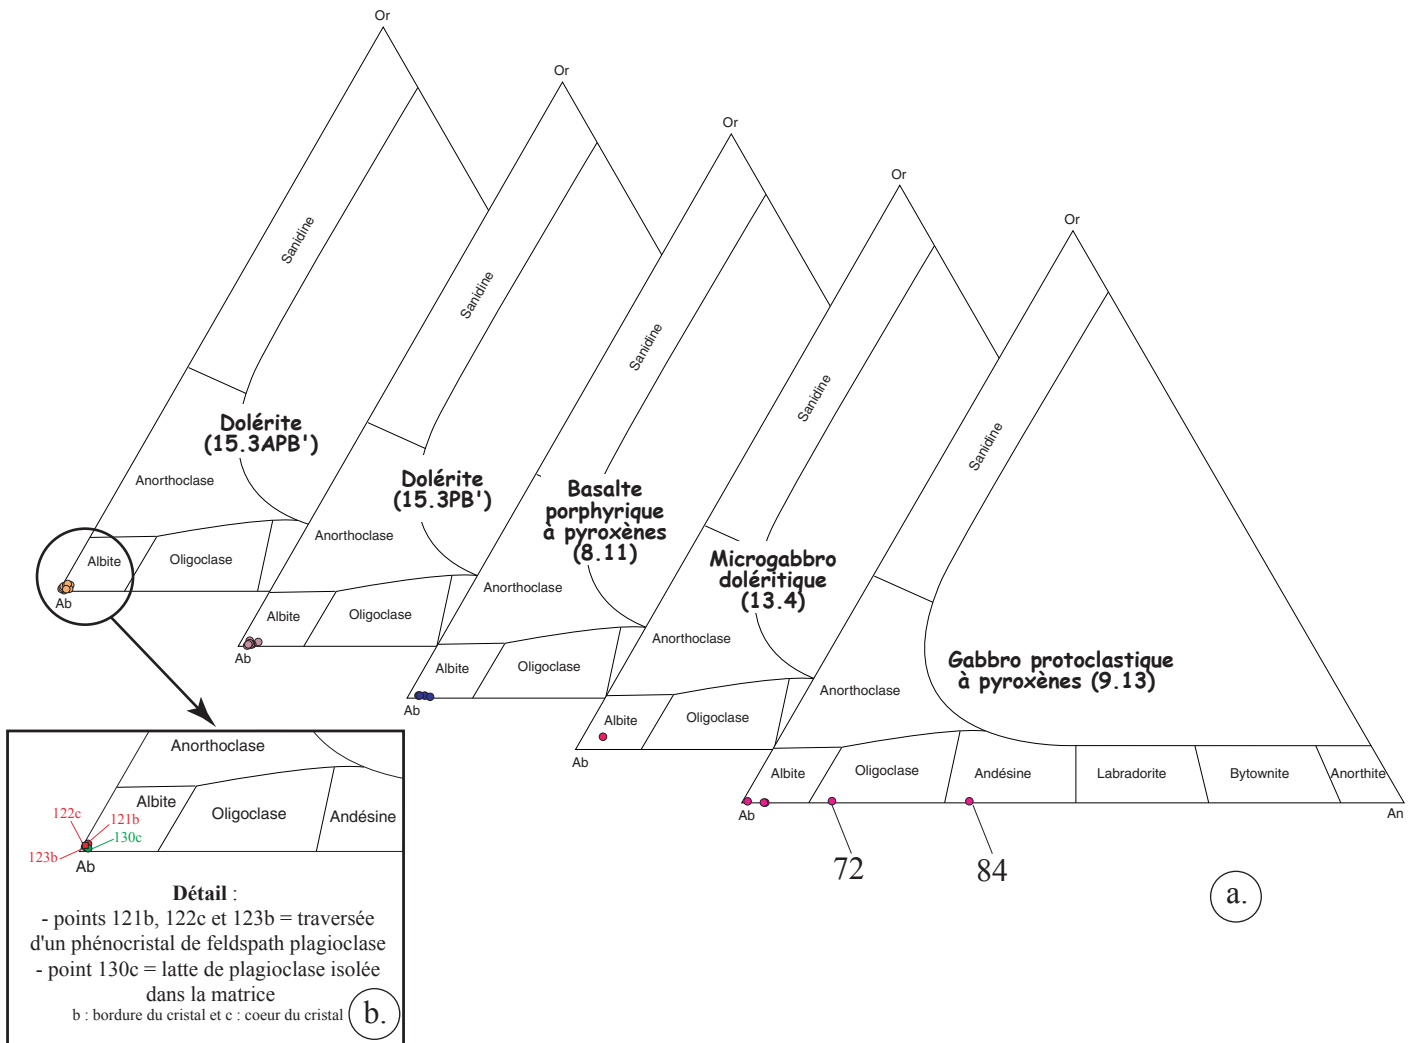 Or
Or
Or
Or
Or
Sanidine
Sanidine
Sanidine
Sanidine
Sanidine
Dolérite
(15.3APB')
Anorthoclase
Albite
Oligoclase
Ab
Dolérite
(15.3PB')
Anorthoclase
Albite
Oligoclase
Ab
Basalte
porphyrique
à pyroxènes
(8.11)
Anorthoclase
Albite
Oligoclase
Ab
Microgabbro
doléritique
(13.4)
Anorthoclase
Albite
Oligoclase
Ab
Gabbro protoclastique
à pyroxènes (9.13)
Anorthoclase
Albite
Oligoclase
Andésine
Labradorite
Bytownite
Anorthite
Ab
An
72
84
a.
Anorthoclase
Albite
Oligoclase
Andésine
122c
121b
130c
123b
Ab
Détail :
- points 121b, 122c et 123b = traversée
d'un phénocristal de feldspath plagioclase
- point 130c = latte de plagioclase isolée
dans la matrice
b : bordure du cristal et c : coeur du cristal
b.